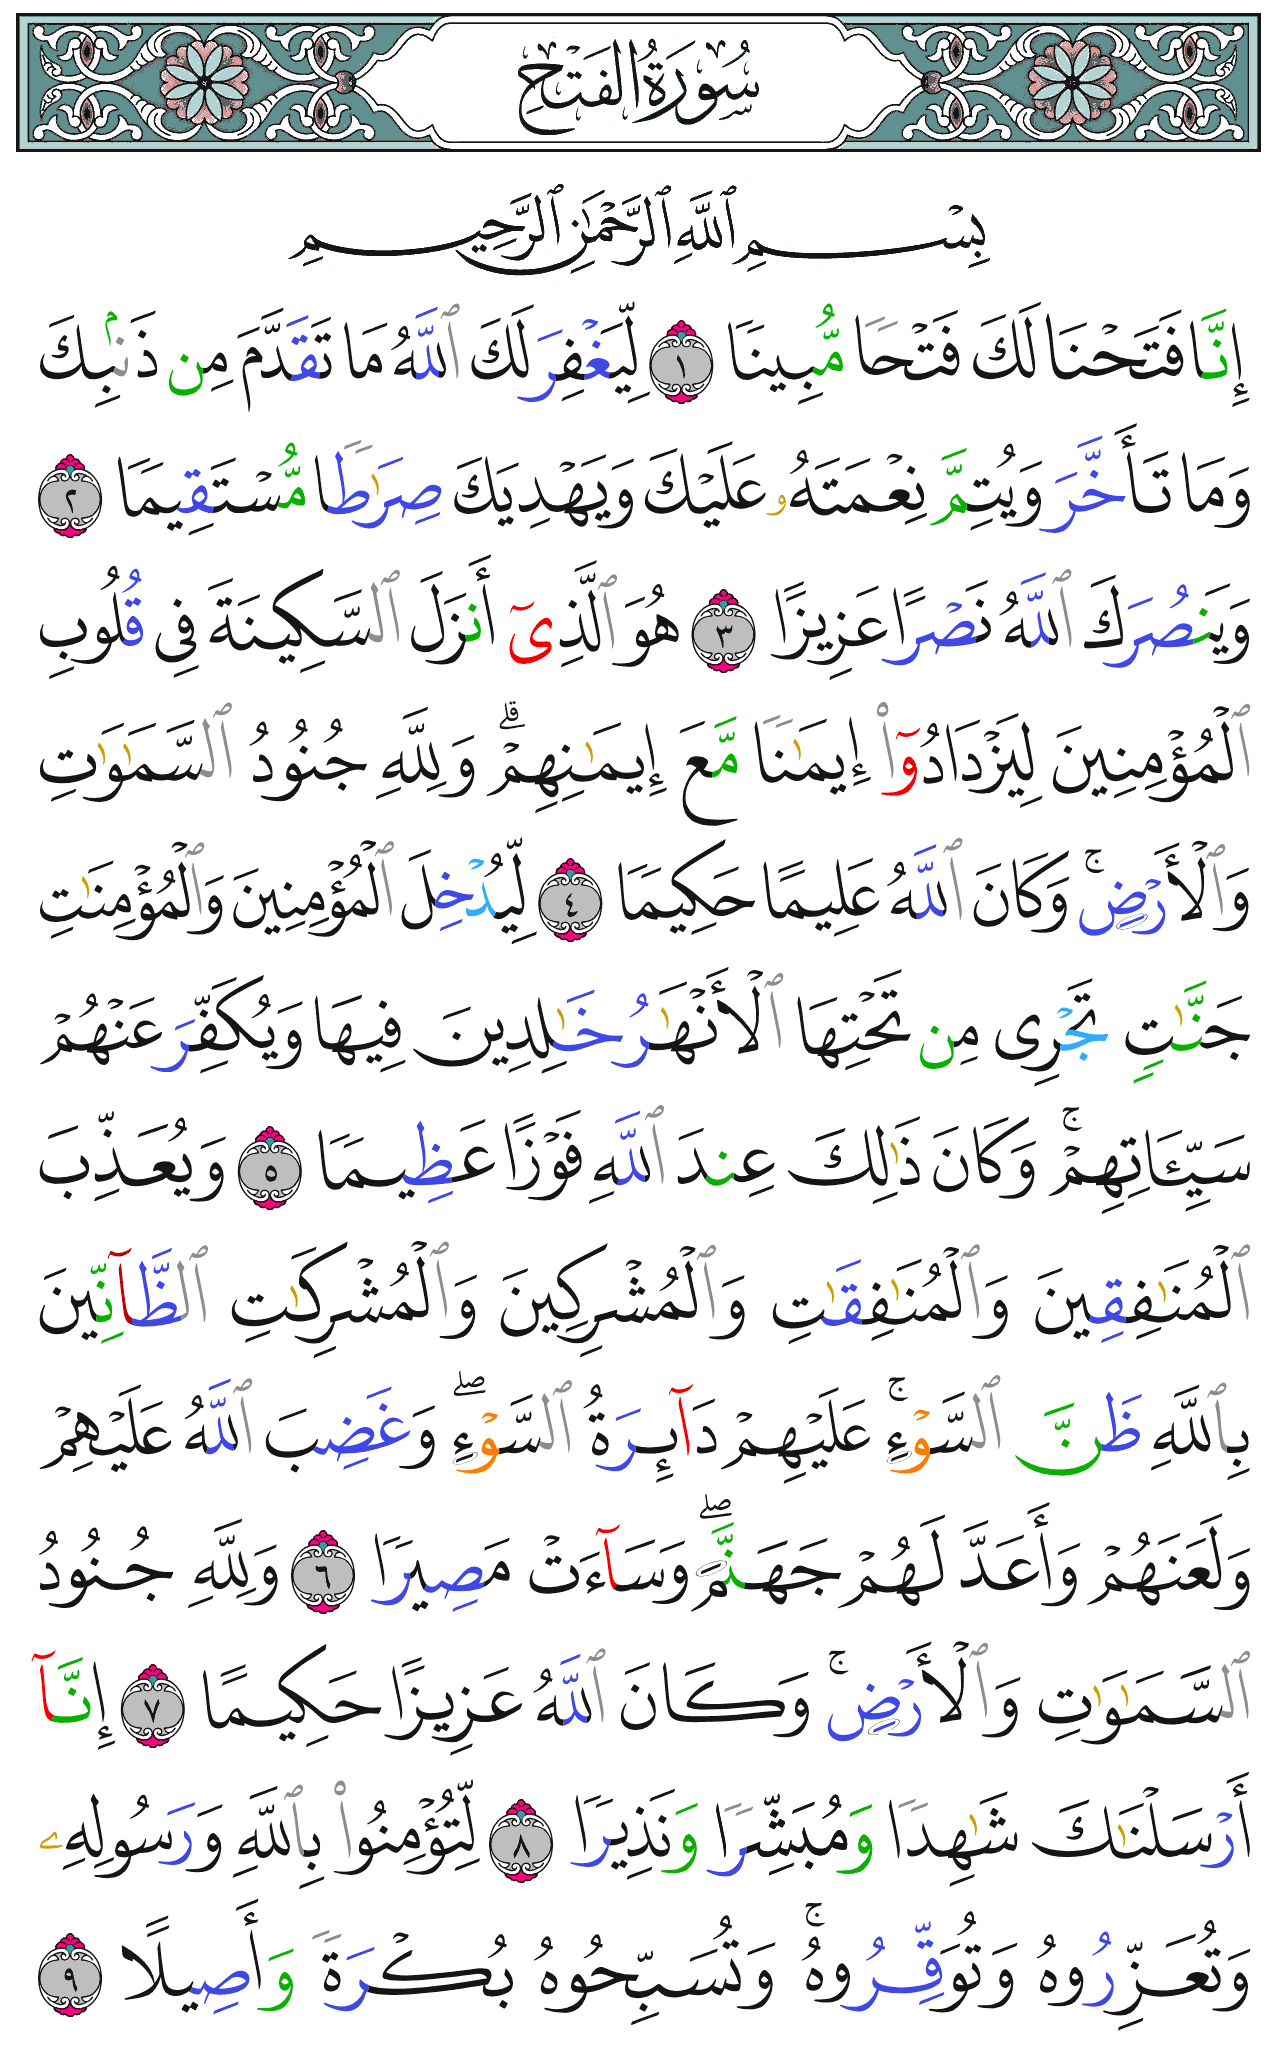 سُورَةُ الفَتْحِ
بِسْمِ ٱللَّهِ ٱلرَّحْمَٰنِ ٱلرَّحِيمِ
إِنَّا فَتَحْنَا لَكَ فَتْحًا مُّبِينًا ١ لِّيَغْفِرَ لَكَ ٱللَّهُ مَا تَقَدَّمَ مِن ذَنۢبِكَ
وَمَا تَأَخَّرَ وَيُتِمَّ نِعْمَتَهُۥ عَلَيْكَ وَيَهْدِيَكَ صِرَٰطًا مُّسْتَقِيمًا ٢
وَيَنصُرَكَ ٱللَّهُ نَصْرًا عَزِيزًا ٣ هُوَ ٱلَّذِىٓ أَنزَلَ ٱلسَّكِينَةَ فِى قُلُوبِ
ٱلْمُؤْمِنِينَ لِيَزْدَادُوٓا۟ إِيمَٰنًا مَّعَ إِيمَٰنِهِمْ ۗ وَلِلَّهِ جُنُودُ ٱلسَّمَٰوَٰتِ
وَٱلْأَرْضِ ۚ وَكَانَ ٱللَّهُ عَلِيمًا حَكِيمًا ٤ لِّيُدْخِلَ ٱلْمُؤْمِنِينَ وَٱلْمُؤْمِنَٰتِ
جَنَّٰتٍ تَجْرِى مِن تَحْتِهَا ٱلْأَنْهَٰرُ خَٰلِدِينَ فِيهَا وَيُكَفِّرَ عَنْهُمْ
سَيِّـَٔاتِهِمْ ۚ وَكَانَ ذَٰلِكَ عِندَ ٱللَّهِ فَوْزًا عَظِيمًا ٥ وَيُعَذِّبَ
ٱلْمُنَٰفِقِينَ وَٱلْمُنَٰفِقَٰتِ وَٱلْمُشْرِكِينَ وَٱلْمُشْرِكَٰتِ ٱلظَّآنِّينَ
بِٱللَّهِ ظَنَّ ٱلسَّوْءِ ۚ عَلَيْهِمْ دَآئِرَةُ ٱلسَّوْءِ ۖ وَغَضِبَ ٱللَّهُ عَلَيْهِمْ
وَلَعَنَهُمْ وَأَعَدَّ لَهُمْ جَهَنَّمَ ۖ وَسَآءَتْ مَصِيرًا ٦ وَلِلَّهِ جُنُودُ
ٱلسَّمَٰوَٰتِ وَٱلْأَرْضِ ۚ وَكَانَ ٱللَّهُ عَزِيزًا حَكِيمًا ٧ إِنَّآ
أَرْسَلْنَٰكَ شَٰهِدًا وَمُبَشِّرًا وَنَذِيرًا ٨ لِّتُؤْمِنُوا۟ بِٱللَّهِ وَرَسُولِهِۦ
وَتُعَزِّرُوهُ وَتُوَقِّرُوهُ ۚ وَتُسَبِّحُوهُ بُكْرَةً وَأَصِيلًا ٩